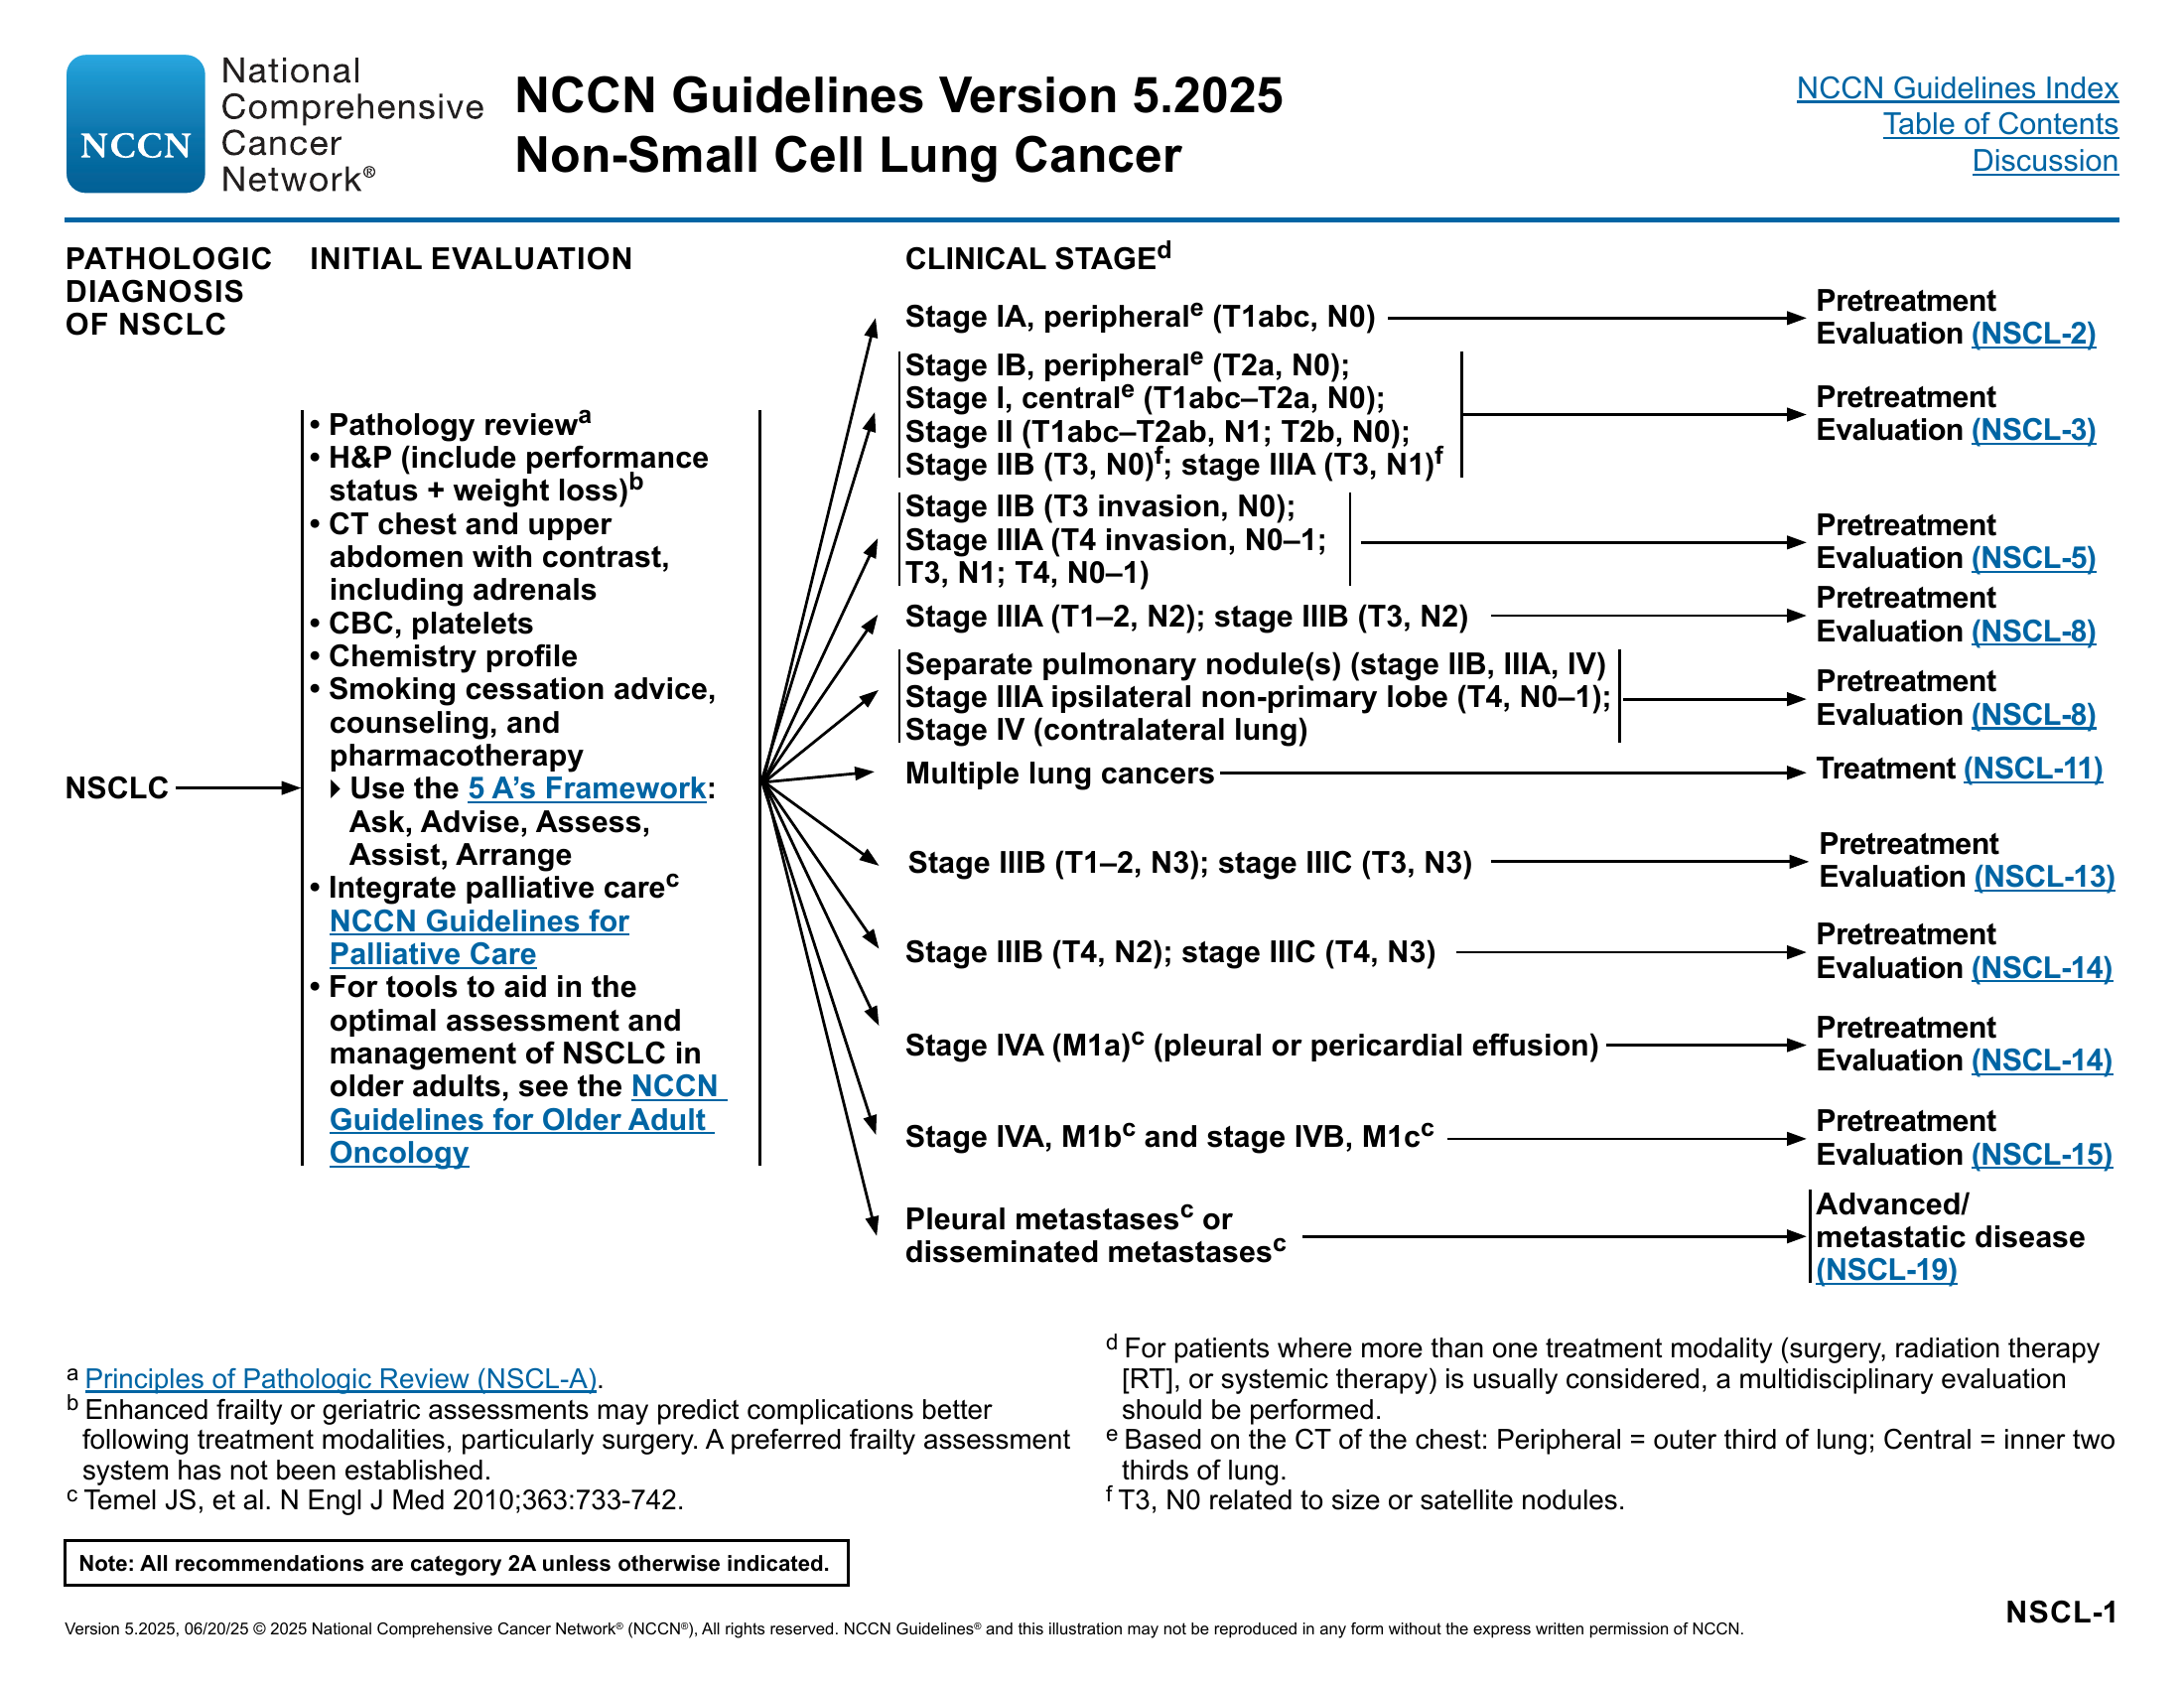 NCCN
National
Comprehensive
Cancer
Network®
NCCN Guidelines Version 5.2025
Non-Small Cell Lung Cancer
NCCN Guidelines Index
Table of Contents
Discussion
PATHOLOGIC
DIAGNOSIS
OF NSCLC
INITIAL EVALUATION
CLINICAL STAGEd
NSCLC
• Pathology reviewa
• H&P (include performance
status + weight loss)b
• CT chest and upper
abdomen with contrast,
including adrenals
• CBC, platelets
• Chemistry profile
• Smoking cessation advice,
counseling, and
pharmacotherapy
Use the 5 A’s Framework:
Ask, Advise, Assess,
Assist, Arrange
• Integrate palliative carec
NCCN Guidelines for
Palliative Care
• For tools to aid in the
optimal assessment and
management of NSCLC in
older adults, see the NCCN
Guidelines for Older Adult
Oncology
Stage IA, peripherale (T1abc, N0)
Pretreatment
Evaluation (NSCL-2)
Stage IB, peripherale (T2a, N0);
Stage I, centrale (T1abc–T2a, N0);
Stage II (T1abc–T2ab, N1; T2b, N0);
Stage IIB (T3, N0)f; stage IIIA (T3, N1)f
Pretreatment
Evaluation (NSCL-3)
Stage IIB (T3 invasion, N0);
Stage IIIA (T4 invasion, N0–1;
T3, N1; T4, N0–1)
Pretreatment
Evaluation (NSCL-5)
Stage IIIA (T1–2, N2); stage IIIB (T3, N2)
Pretreatment
Evaluation (NSCL-8)
Separate pulmonary nodule(s) (stage IIB, IIIA, IV)
Stage IIIA ipsilateral non-primary lobe (T4, N0–1);
Stage IV (contralateral lung)
Pretreatment
Evaluation (NSCL-8)
Multiple lung cancers
Treatment (NSCL-11)
Stage IIIB (T1–2, N3); stage IIIC (T3, N3)
Pretreatment
Evaluation (NSCL-13)
Stage IIIB (T4, N2); stage IIIC (T4, N3)
Pretreatment
Evaluation (NSCL-14)
Stage IVA (M1a)c (pleural or pericardial effusion)
Pretreatment
Evaluation (NSCL-14)
Stage IVA, M1bc and stage IVB, M1cc
Pretreatment
Evaluation (NSCL-15)
Pleural metastasesc or
disseminated metastasesc
Advanced/
metastatic disease
(NSCL-19)
a Principles of Pathologic Review (NSCL-A).
b Enhanced frailty or geriatric assessments may predict complications better
following treatment modalities, particularly surgery. A preferred frailty assessment
system has not been established.
c Temel JS, et al. N Engl J Med 2010;363:733-742.
d For patients where more than one treatment modality (surgery, radiation therapy
[RT], or systemic therapy) is usually considered, a multidisciplinary evaluation
should be performed.
e Based on the CT of the chest: Peripheral = outer third of lung; Central = inner two
thirds of lung.
f T3, N0 related to size or satellite nodules.
Note: All recommendations are category 2A unless otherwise indicated.
NSCL-1
Version 5.2025, 06/20/25 © 2025 National Comprehensive Cancer Network® (NCCN®), All rights reserved. NCCN Guidelines® and this illustration may not be reproduced in any form without the express written permission of NCCN.